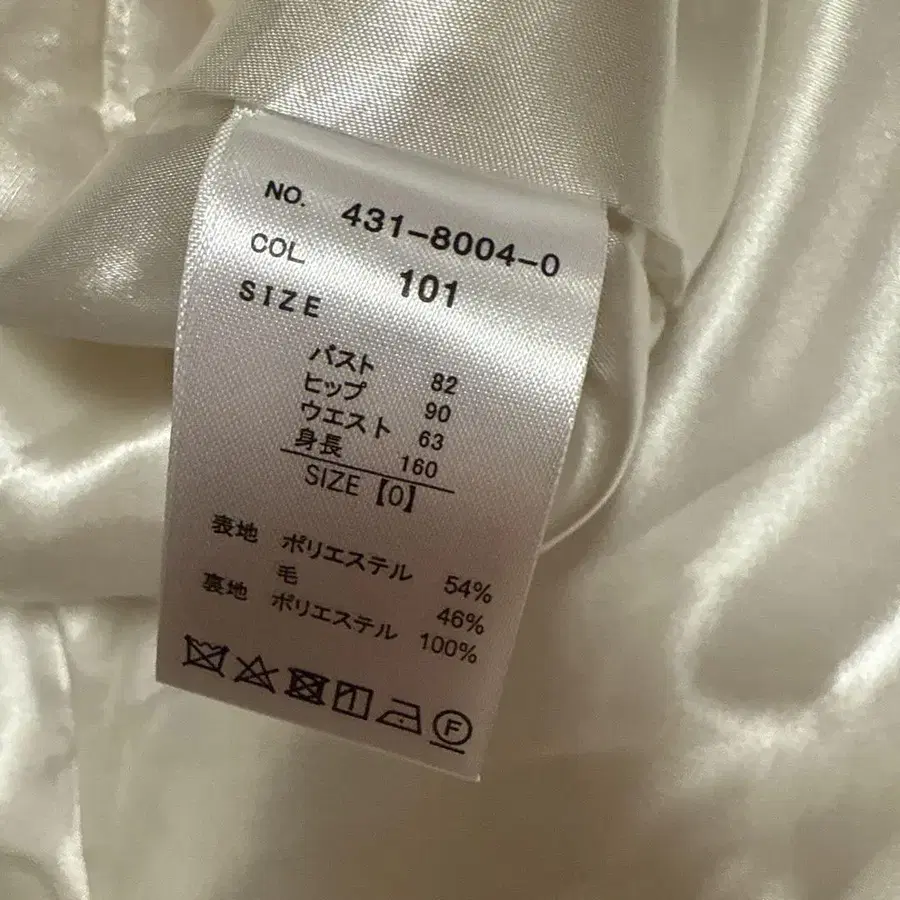 NO. 431-8004-0
COL 101
SIZE
バスト 82
ヒップ 90
ウエスト 63
身長 160
SIZE【0】
表地 ポリエステル 54%
毛 46%
裏地 ポリエステル 100%
F